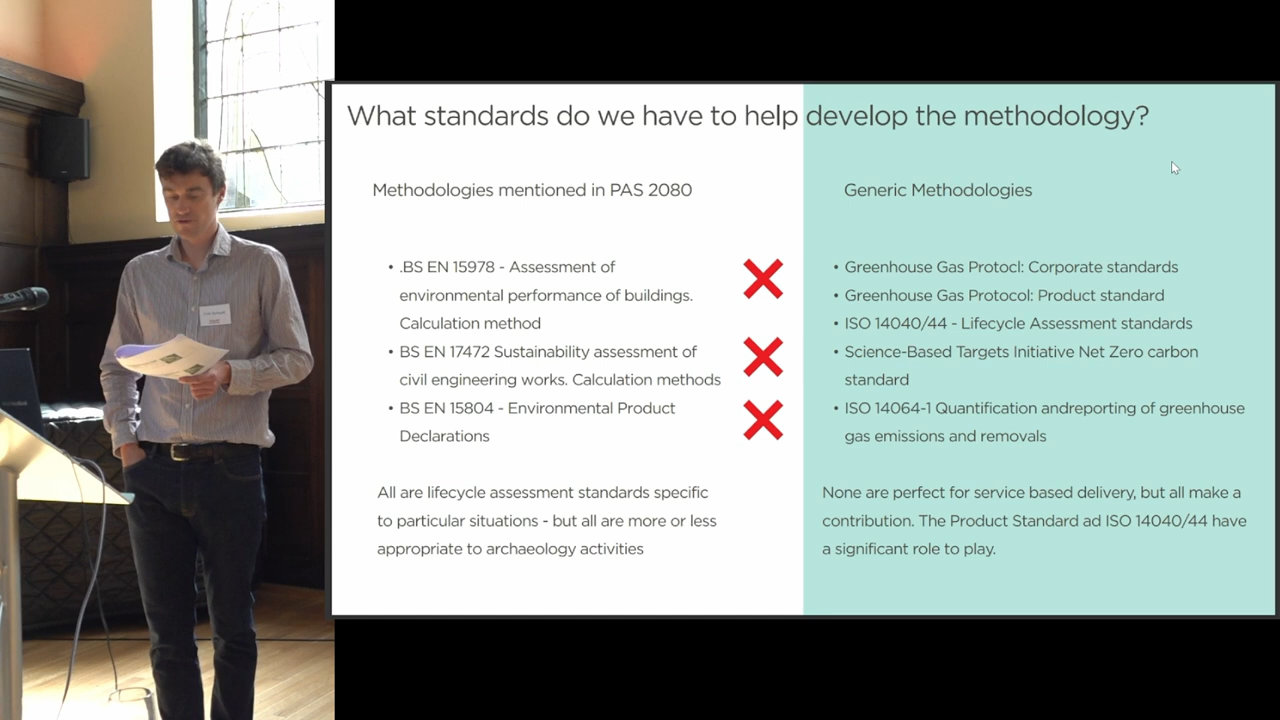 What standards do we have to help develop the methodology?
Methodologies mentioned in PAS 2080
• .BS EN 15978 - Assessment of
environmental performance of buildings.
Calculation method
• BS EN 17472 Sustainability assessment of
civil engineering works. Calculation methods
• BS EN 15804 - Environmental Product
Declarations
All are lifecycle assessment standards specific
to particular situations - but all are more or less
appropriate to archaeology activities
Generic Methodologies
• Greenhouse Gas Protocl: Corporate standards
• Greenhouse Gas Protocol: Product standard
• ISO 14040/44 - Lifecycle Assessment standards
• Science-Based Targets Initiative Net Zero carbon
standard
• ISO 14064-1 Quantification andreporting of greenhouse
gas emissions and removals
None are perfect for service based delivery, but all make a
contribution. The Product Standard ad ISO 14040/44 have
a significant role to play.